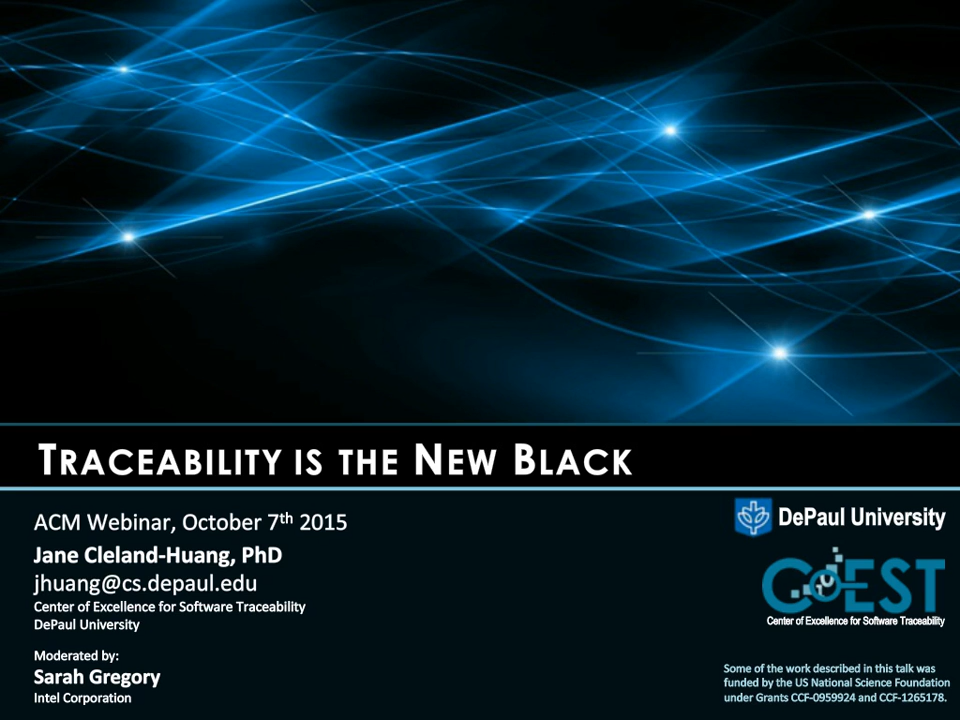 TRACEABILITY IS THE NEW BLACK
ACM Webinar, October 7th 2015
Jane Cleland-Huang, PhD
jhuang@cs.depaul.edu
Center of Excellence for Software Traceability
DePaul University
Moderated by:
Sarah Gregory
Intel Corporation
DePaul University
CoEST
Center of Excellence for Software Traceability
Some of the work described in this talk was
funded by the US National Science Foundation
under Grants CCF-0959924 and CCF-1265178.